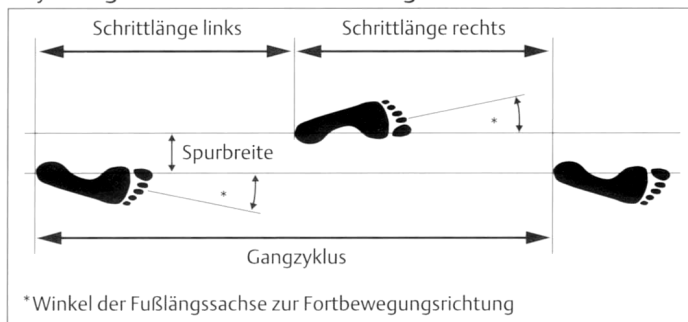 Schrittlänge links
Schrittlänge rechts
*
Spurbreite
*
Gangzyklus
*Winkel der Fußlängssachse zur Fortbewegungsrichtung